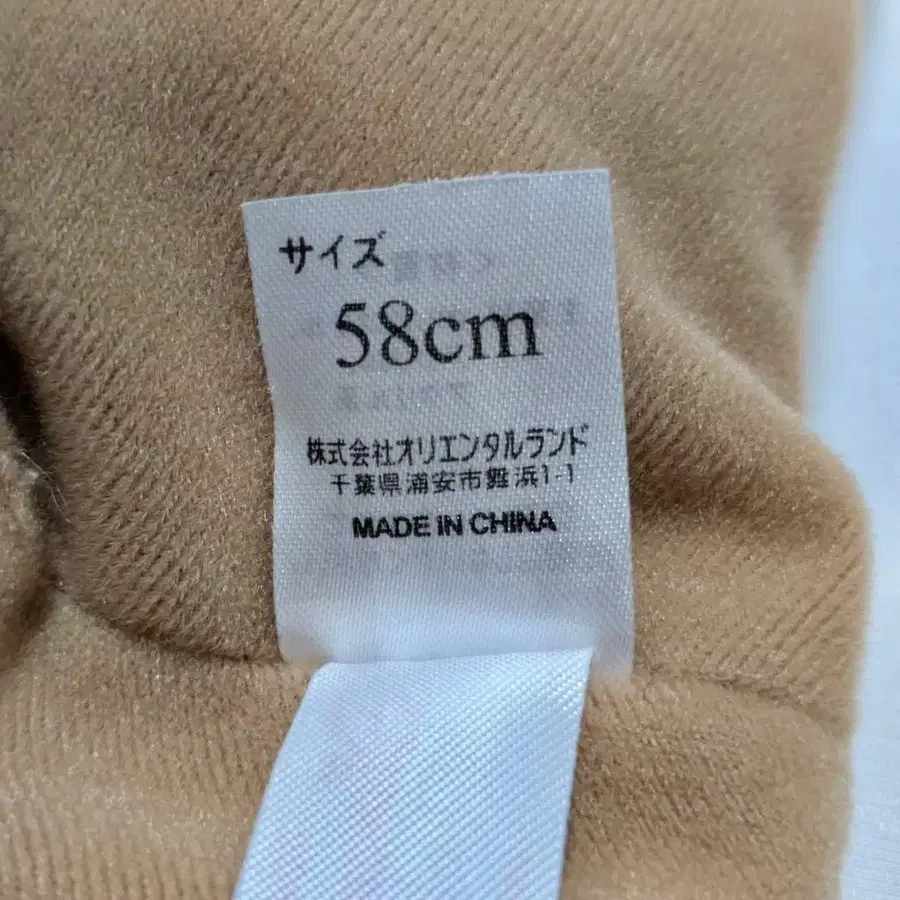 サイズ
58cm
株式会社オリエンタルランド
千葉県浦安市舞浜1-1
MADE IN CHINA